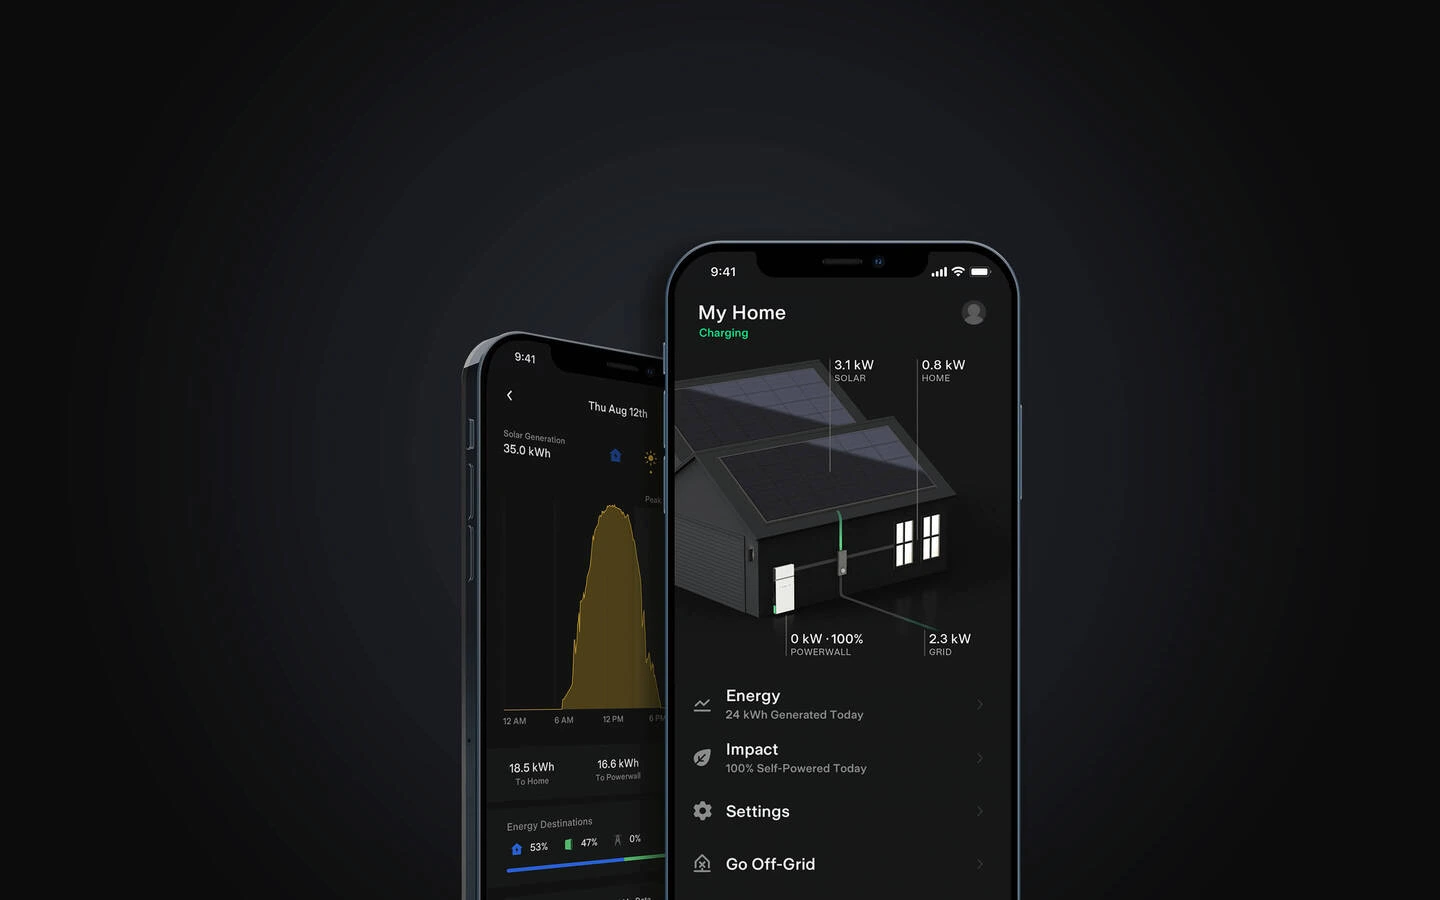 9:41
Thu Aug 12th
Solar Generation
35.0 kWh
Peak
12 AM
6 AM
12 PM
6 PM
18.5 kWh
To Home
16.6 kWh
To Powerwall
Energy Destinations
53%
47%
0%
9:41
My Home
Charging
3.1 kW
SOLAR
0.8 kW
HOME
0 kW · 100%
POWERWALL
2.3 kW
GRID
Energy
24 kWh Generated Today
Impact
100% Self-Powered Today
Settings
Go Off-Grid